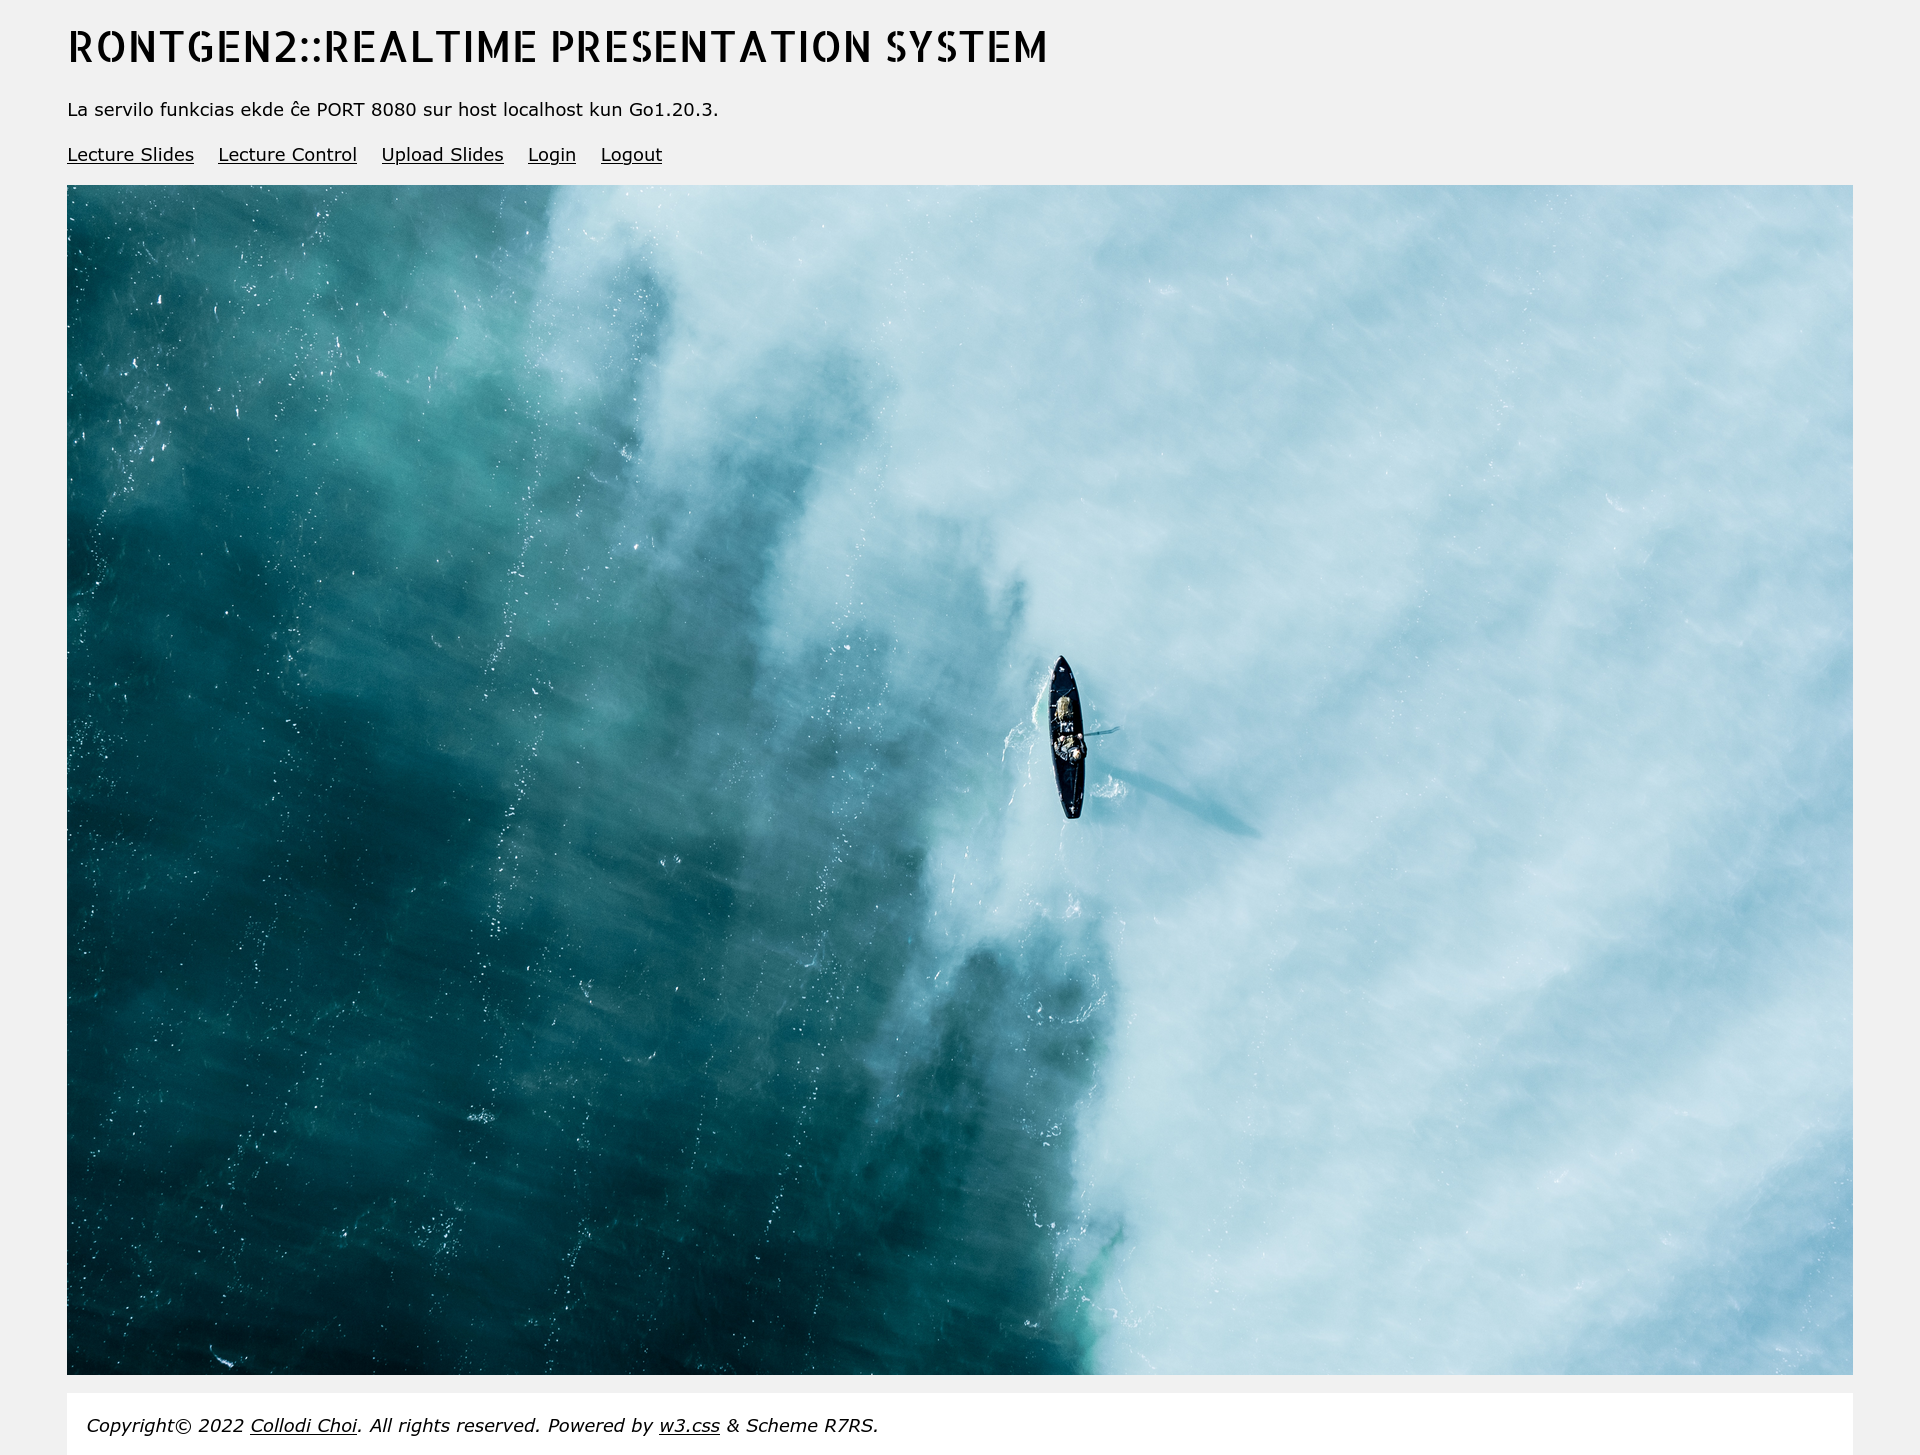 RONTGEN2::REALTIME PRESENTATION SYSTEM
La servilo funkcias ekde ĉe PORT 8080 sur host localhost kun Go1.20.3.
Lecture Slides Lecture Control Upload Slides Login Logout
Copyright© 2022 Collodi Choi. All rights reserved. Powered by w3.css & Scheme R7RS.